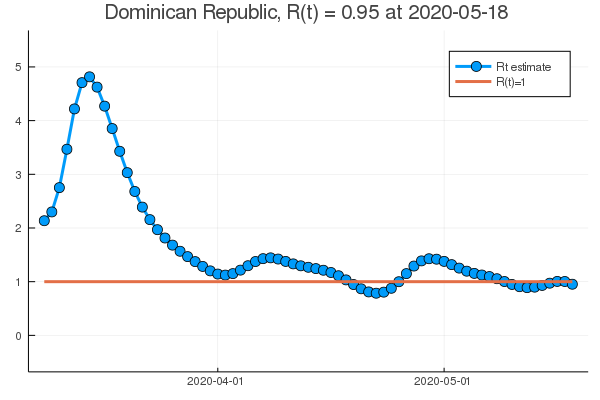 Dominican Republic, R(t) = 0.95 at 2020-05-18
Rt estimate
R(t)=1
5
4
3
2
1
0
2020-04-01
2020-05-01